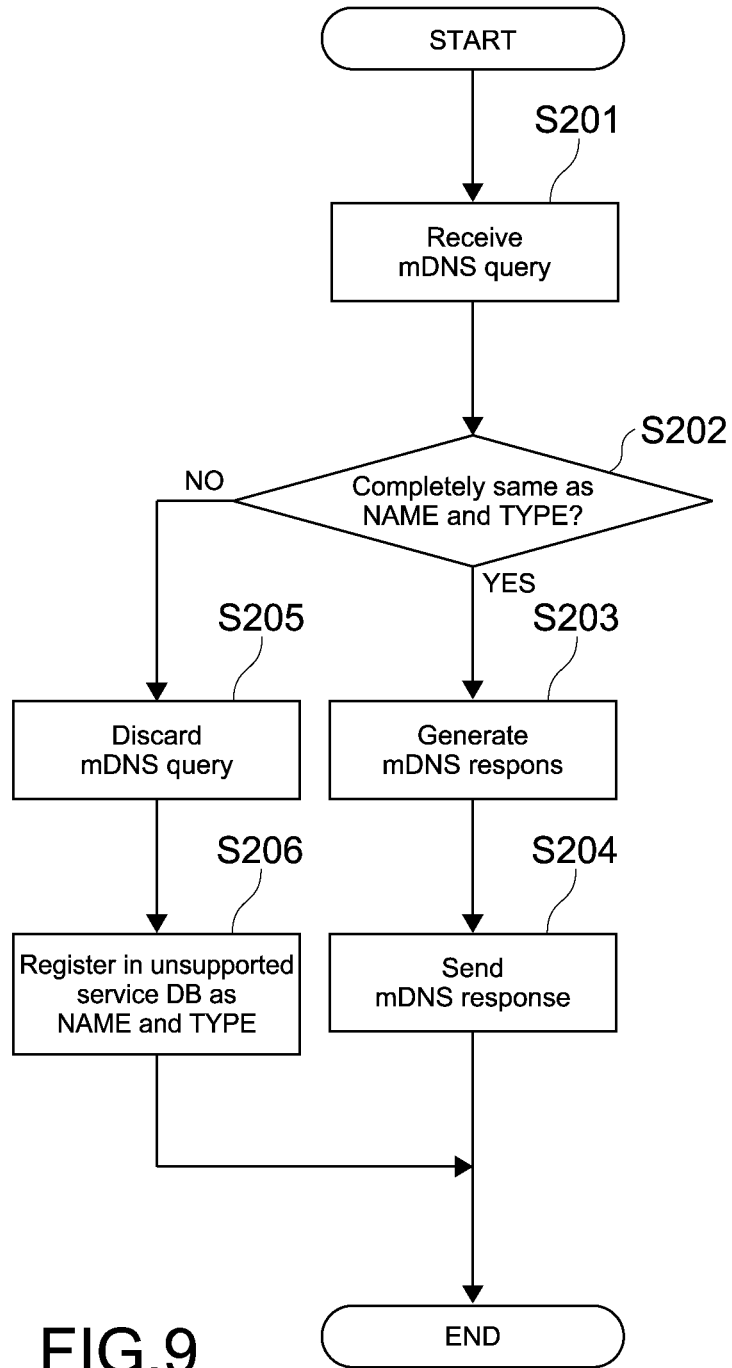 START
S201
Receive
mDNS query
S202
Completely same as
NAME and TYPE?
NO
YES
S205
Discard
mDNS query
S203
Generate
mDNS respons
S206
Register in unsupported
service DB as
NAME and TYPE
S204
Send
mDNS response
END
FIG.9